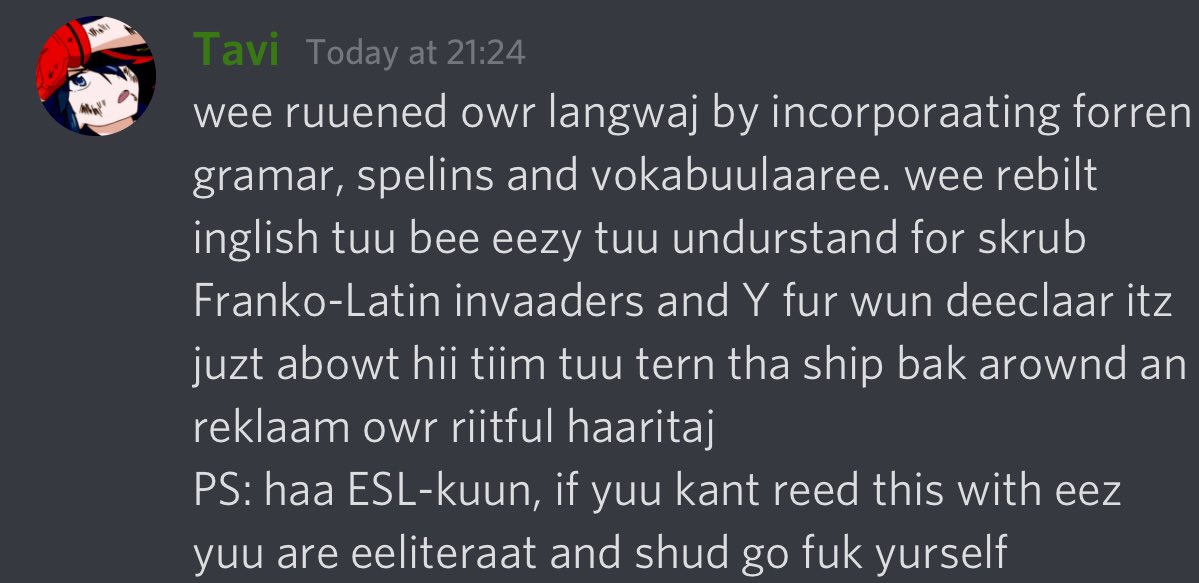 Tavi Today at 21:24
wee ruuened owr langwaj by incorporaating forren
gramar, spelins and vokabuulaaree. wee rebilt
inglish tuu bee eezy tuu undurstand for skrub
Franko-Latin invaaders and Y fur wun deeclaar itz
juzt abowt hii tiim tuu tern tha ship bak arownd an
reklaam owr riitful haaritaj
PS: haa ESL-kuun, if yuu kant reed this with eez
yuu are eeliteraat and shud go fuk yurself